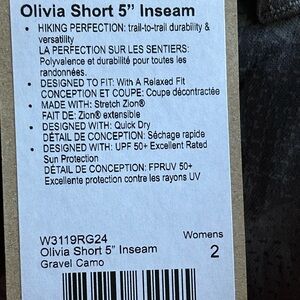 Olivia Short 5” Inseam
• HIKING PERFECTION: trail-to-trail durability &
versatility
LA PERFECTION SUR LES SENTIERS:
Polyvalence et durabilité pour toutes les
randonnées.
• DESIGNED TO FIT: With A Relaxed Fit
CONCEPTION ET COUPE: Coupe décontractée
• MADE WITH: Stretch Zion®
FAIT DE: Zion® extensible
• DESIGNED WITH: Quick Dry
DÉTAIL DE CONCEPTION: Séchage rapide
• DESIGNED WITH: UPF 50+ Excellent Rated
Sun Protection
DÉTAIL DE CONCEPTION: FPRUV 50+
Excellente protection contre les rayons UV
W3119RG24
Womens
Olivia Short 5" Inseam
2
Gravel Camo